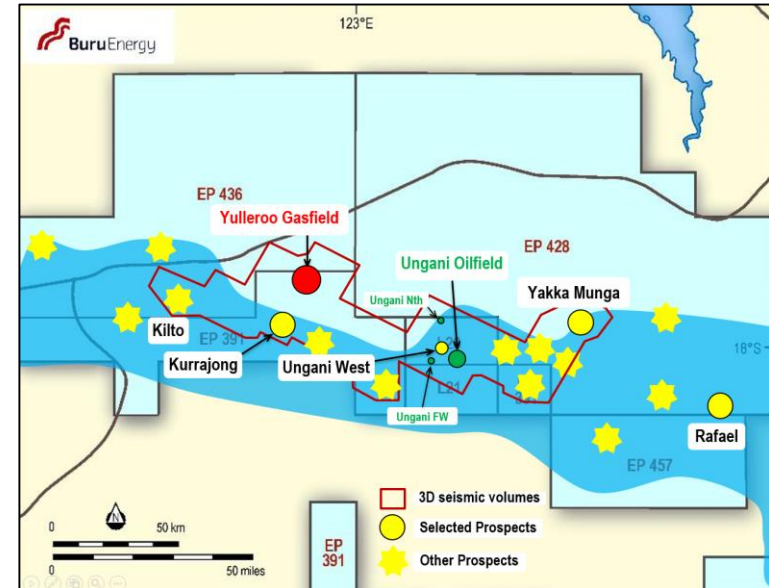 BuruEnergy
123°E
EP 436
Yulleroo Gasfield
Ungani Oilfield
EP 428
Ungani Nth
Yakka Munga
Kilto
EP 391
Kurrajong
Ungani West
18°S
L21
Ungani FW
Rafael
EP 457
3D seismic volumes
Selected Prospects
Other Prospects
EP
391
N
0 50 km
0 50 miles